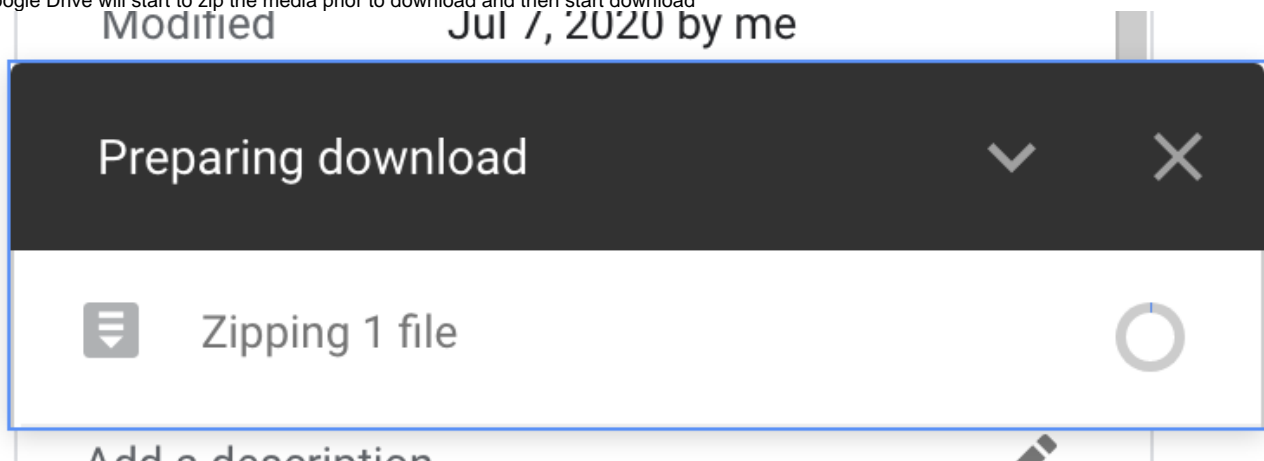 ogle Drive will start to zip the media prior to download and then start download
Modified Jul 7, 2020 by me
Preparing download
Zipping 1 file
Add a description